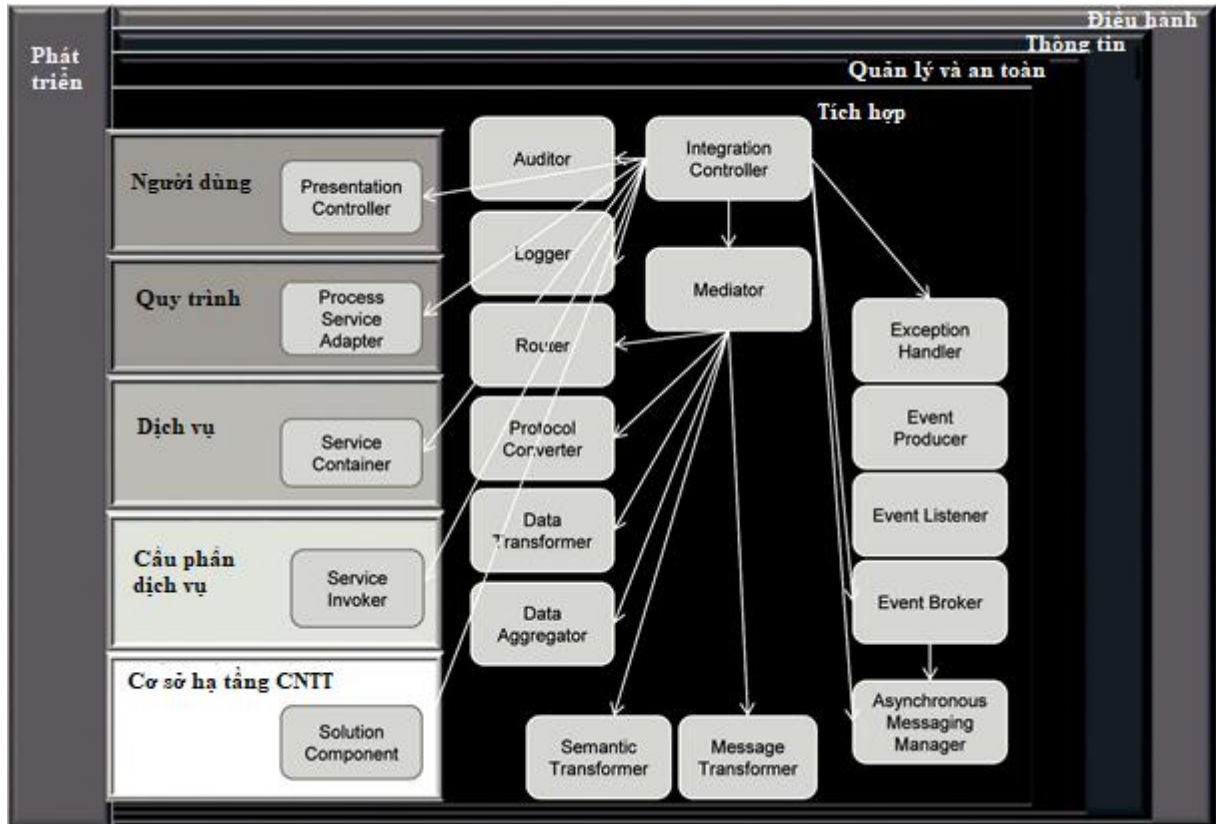 Điều hành
Thông tin
Quản lý và an toàn
Tích hợp
Phát
triển
Người dùng
Presentation
Controller
Quy trình
Process
Service
Adapter
Dịch vụ
Service
Container
Cấu phần
dịch vụ
Service
Invoker
Cơ sở hạ tầng CNTT
Solution
Component
Auditor
Logger
Router
Protocol
Converter
Data
Transformer
Data
Aggregator
Integration
Controller
Mediator
Semantic
Transformer
Message
Transformer
Exception
Handler
Event
Producer
Event Listener
Event Broker
Asynchronous
Messaging
Manager